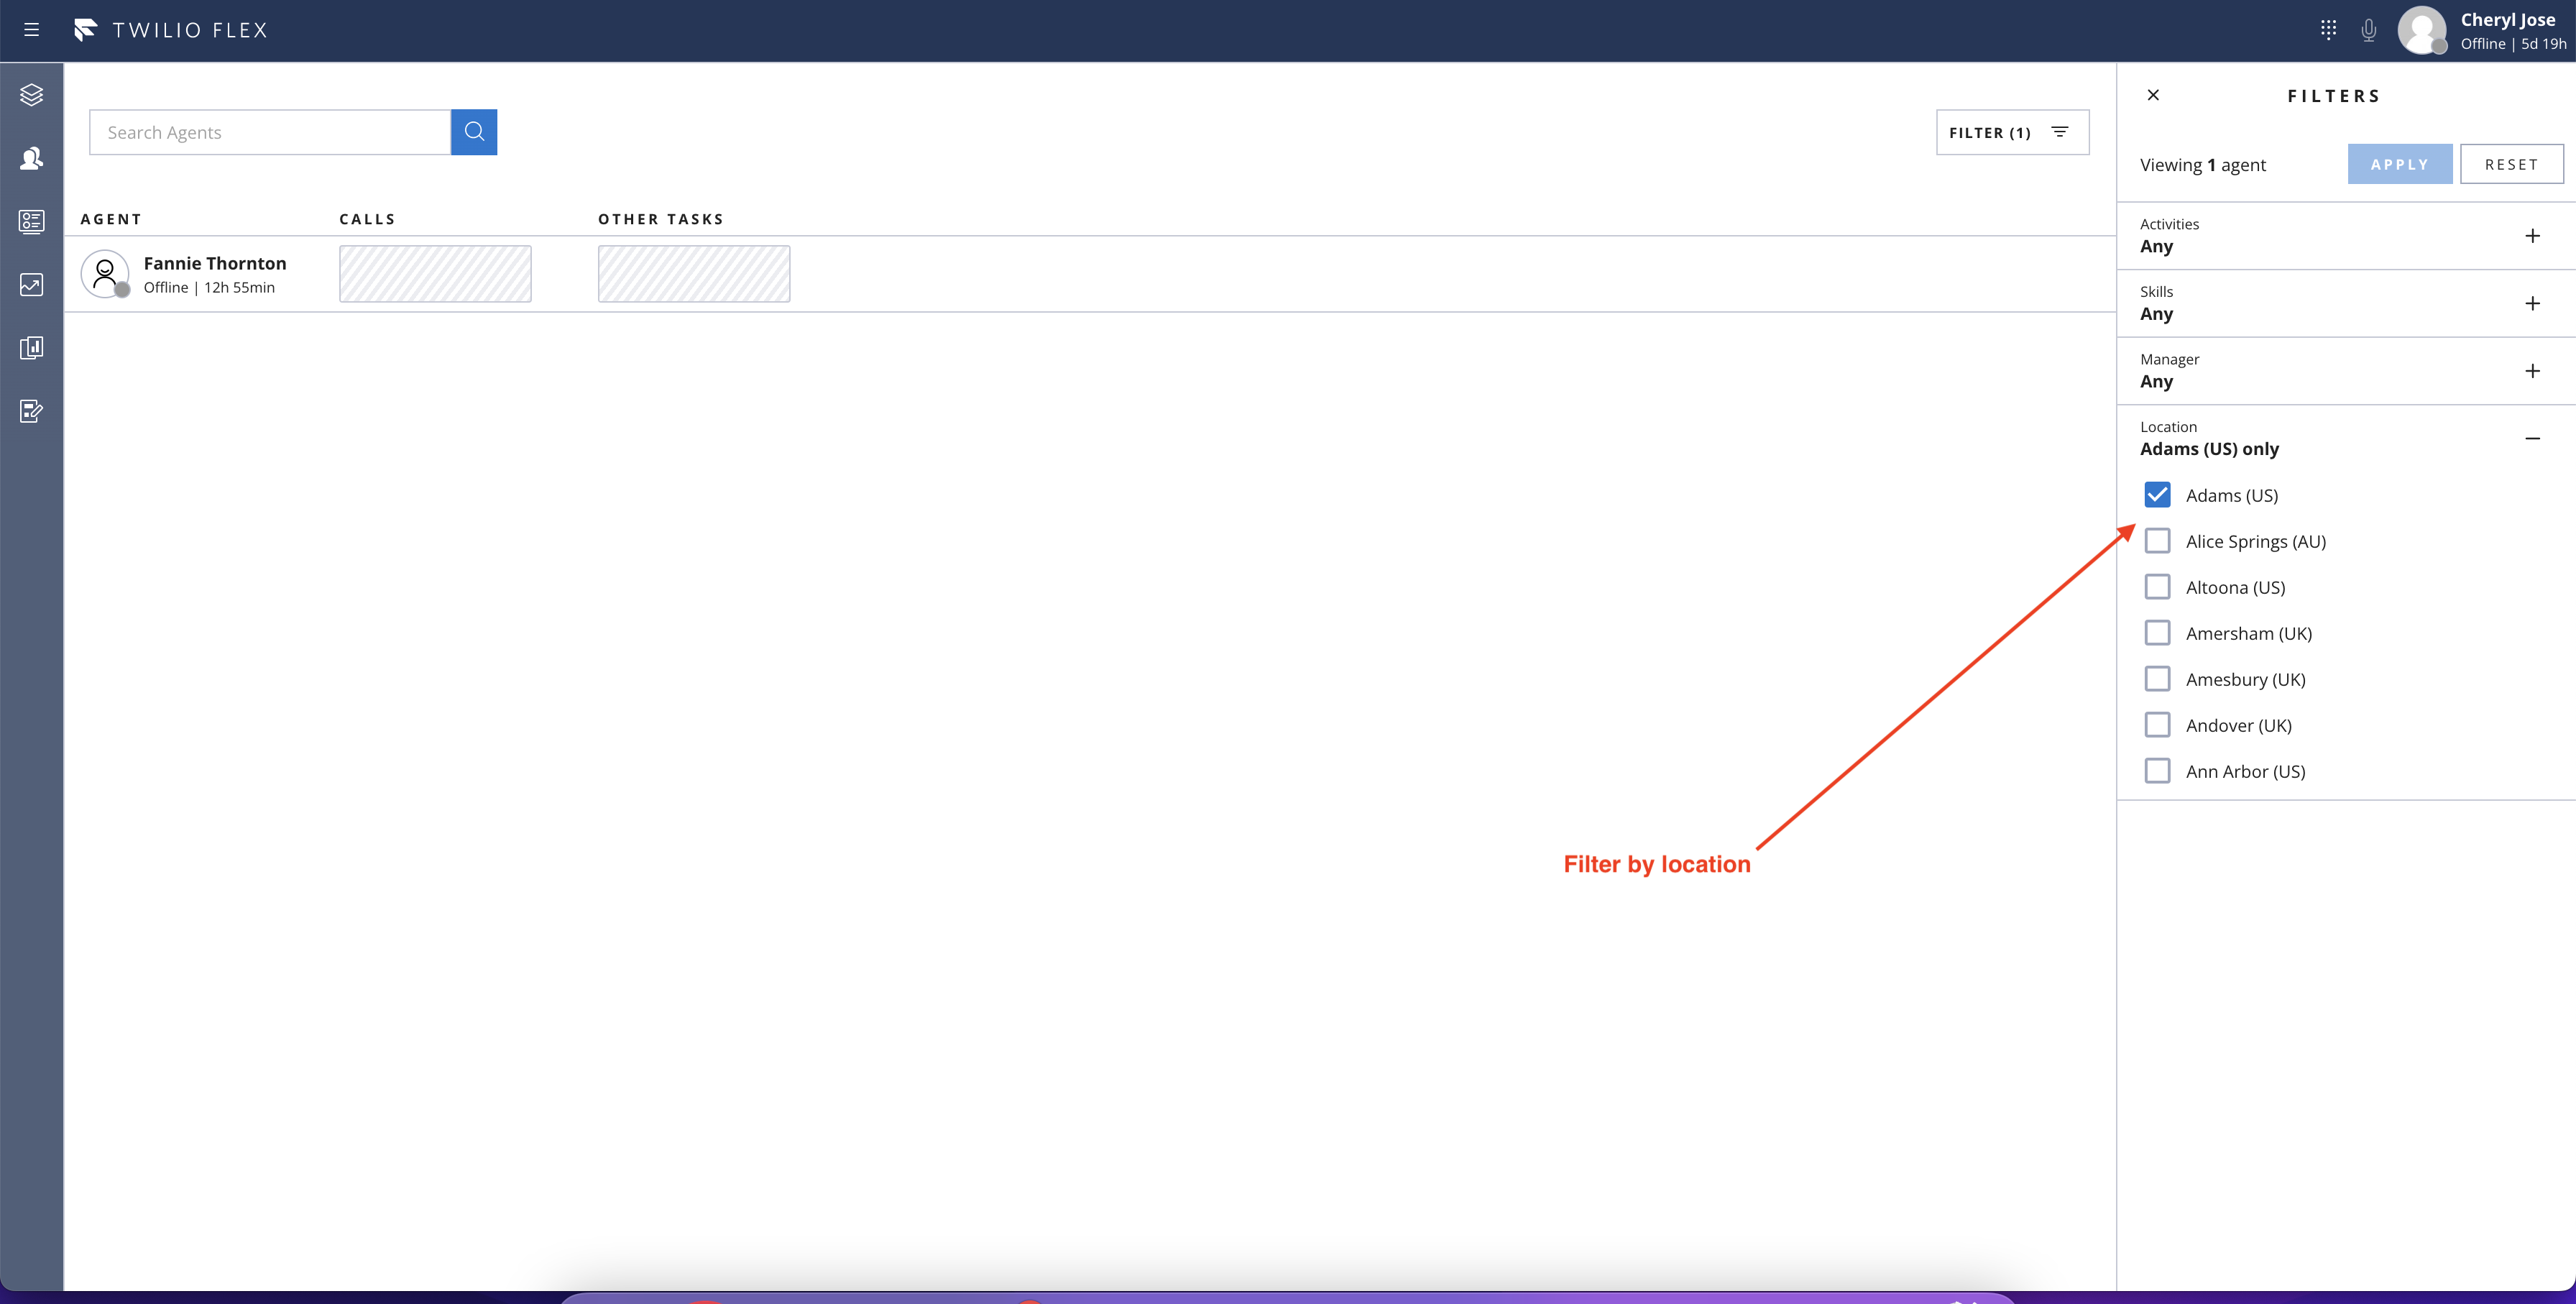 TWILIO FLEX
Cheryl Jose
Offline | 5d 19h
Search Agents
FILTER (1)
AGENT
CALLS
OTHER TASKS
Fannie Thornton
Offline | 12h 55min
FILTERS
Viewing 1 agent
APPLY
RESET
Activities
Any
Skills
Any
Manager
Any
Location
Adams (US) only
Adams (US)
Alice Springs (AU)
Altoona (US)
Amersham (UK)
Amesbury (UK)
Andover (UK)
Ann Arbor (US)
Filter by location